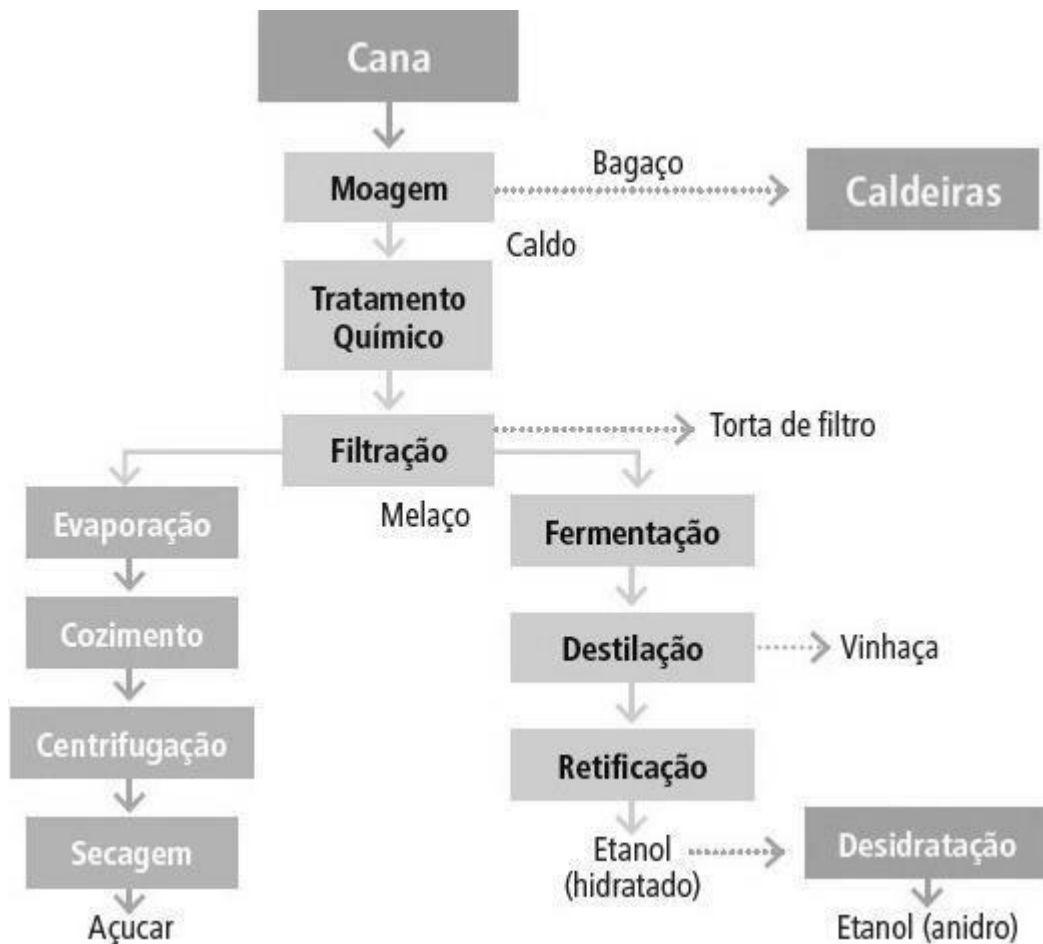 Cana
Moagem
Bagaço
Caldeiras
Caldo
Tratamento
Químico
Filtração
Torta de filtro
Melaço
Evaporação
Cozimento
Centrifugação
Secagem
Açucar
Fermentação
Destilação
Vinhaça
Retificação
Etanol
(hidratado)
Desidratação
Etanol (anidro)